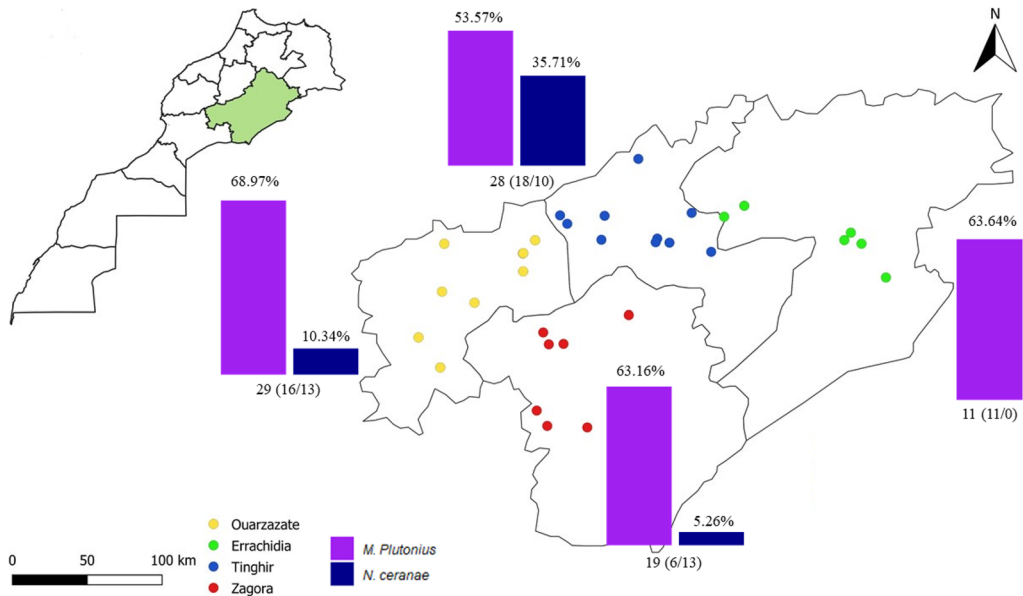 53.57%
N
35.71%
28 (18/10)
68.97%
63.64%
10.34%
29 (16/13)
63.16%
11 (11/0)
5.26%
19 (6/13)
Ouarzazate
Errachidia
Tinghir
Zagora
M. Plutonius
N. ceranae
0 50 100 km